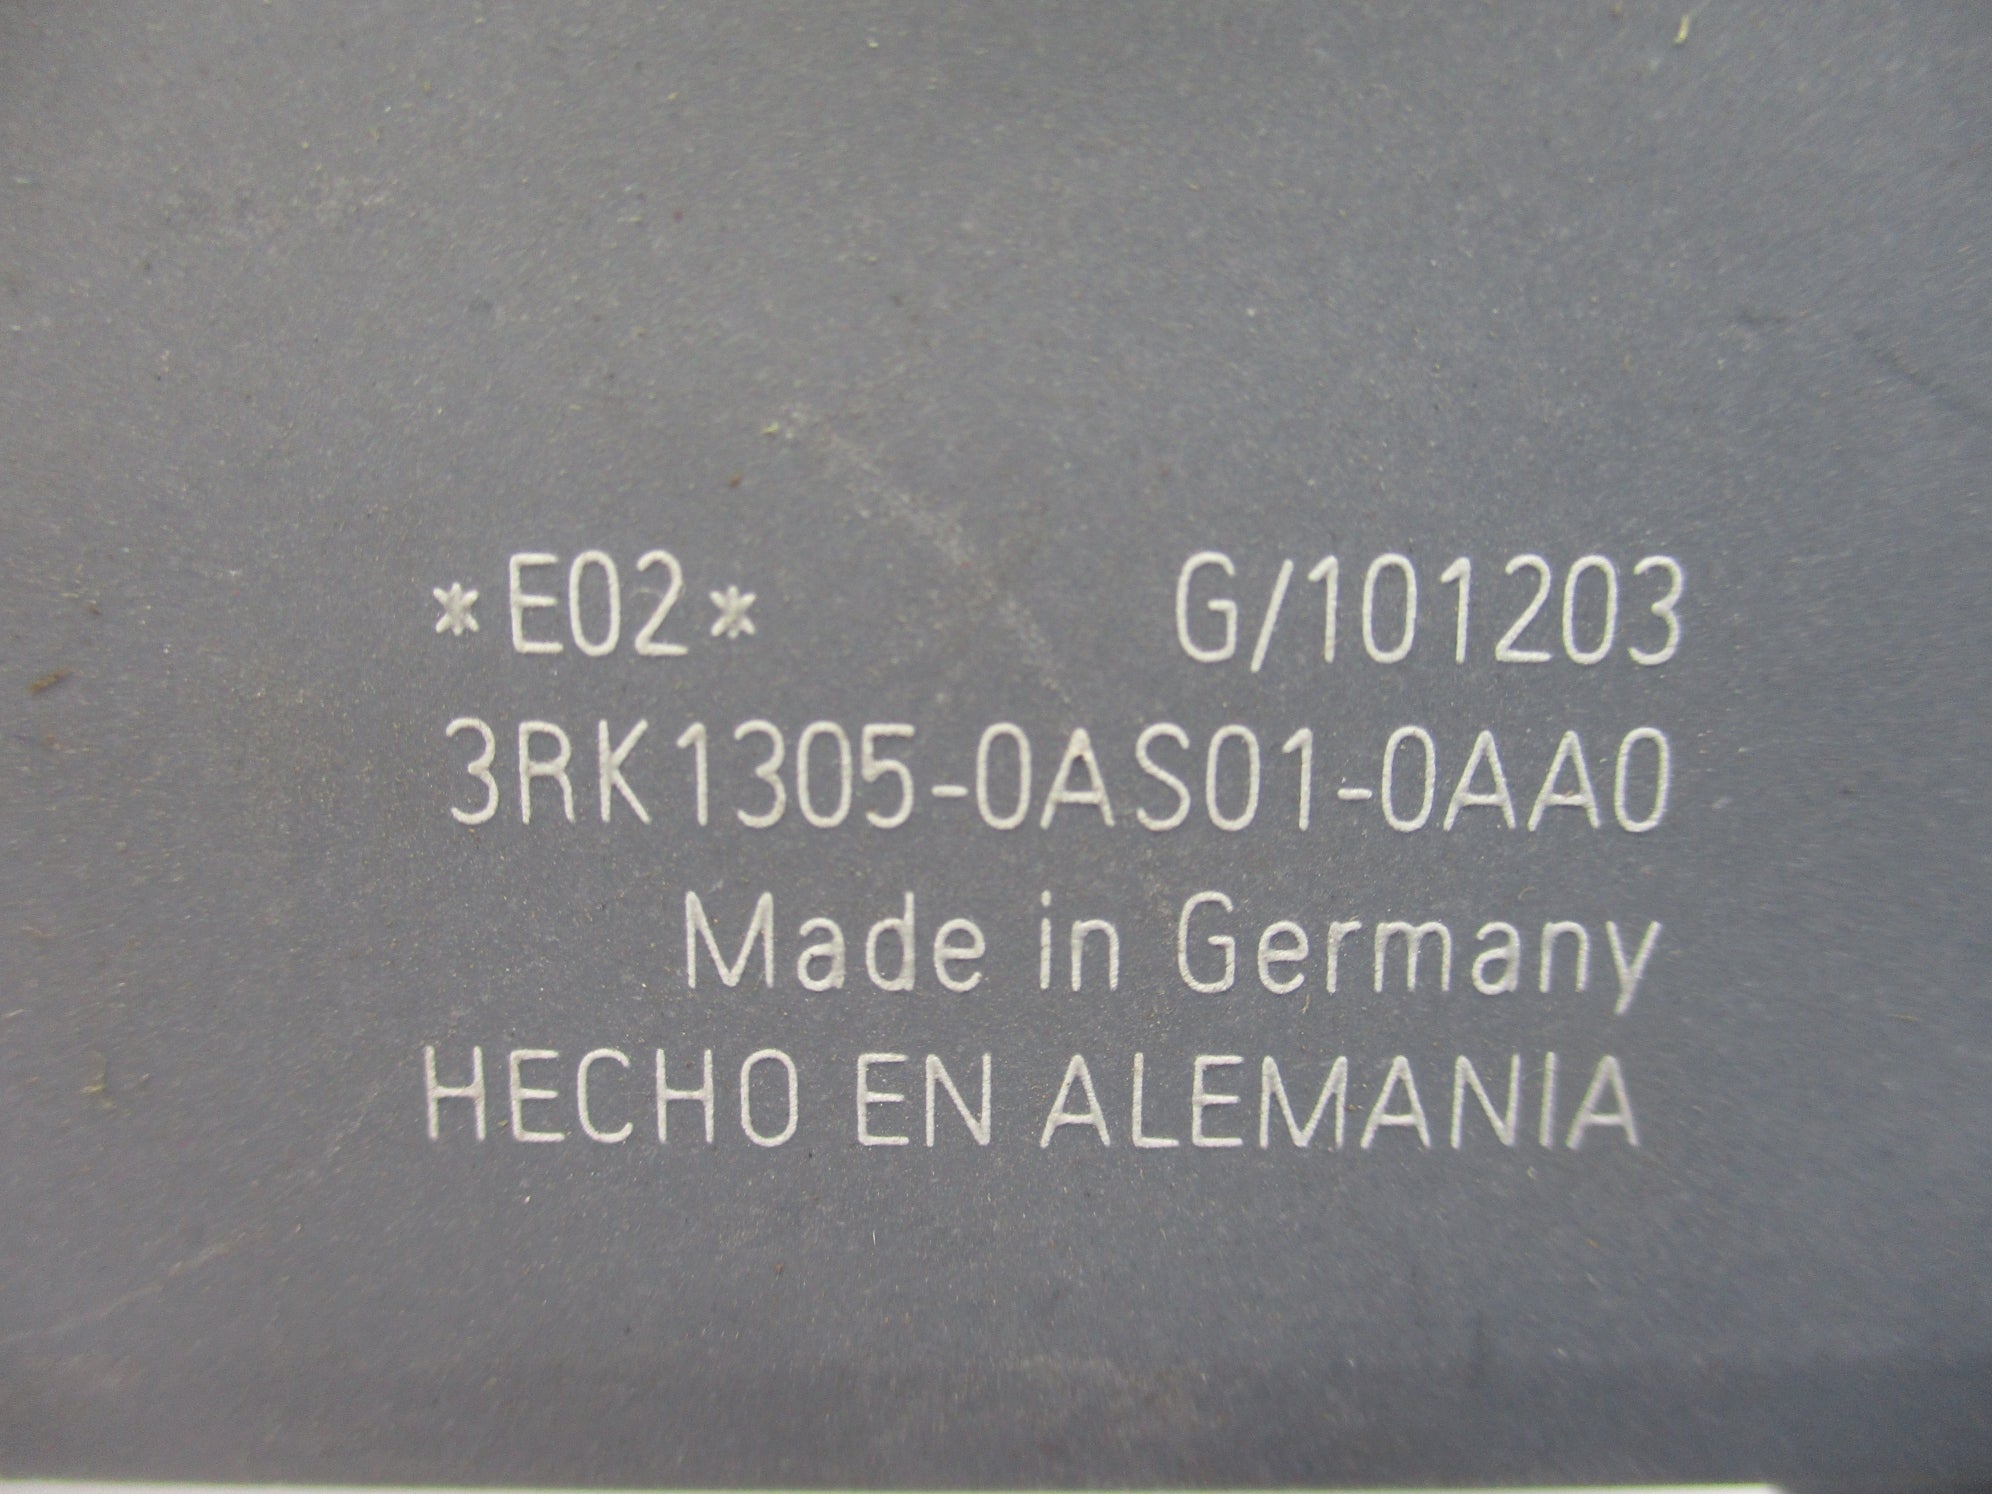 *E02* G/101203
3RK1305-0AS01-0AA0
Made in Germany
HECHO EN ALEMANIA